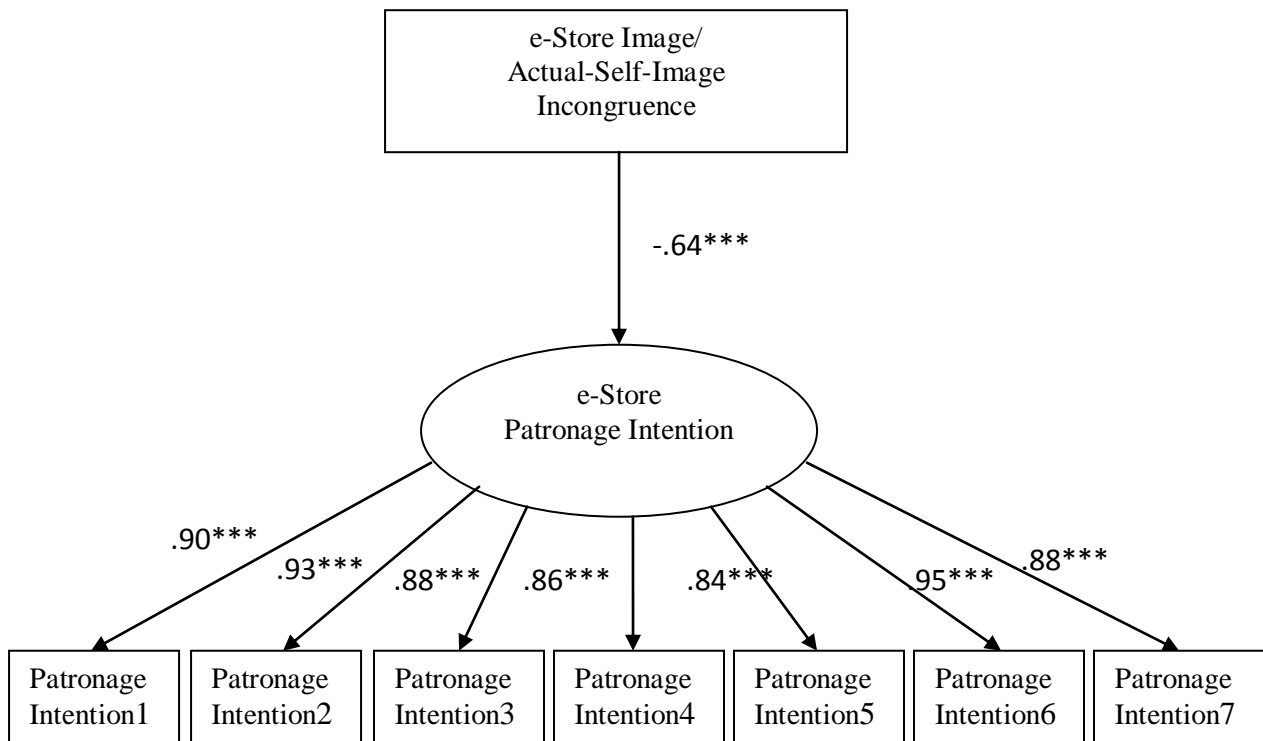 e-Store Image/
Actual-Self-Image
Incongruence
-.64***
e-Store
Patronage Intention
.90***
.93***
.88***
.86***
.84***
.95***
.88***
Patronage
Intention1
Patronage
Intention2
Patronage
Intention3
Patronage
Intention4
Patronage
Intention5
Patronage
Intention6
Patronage
Intention7